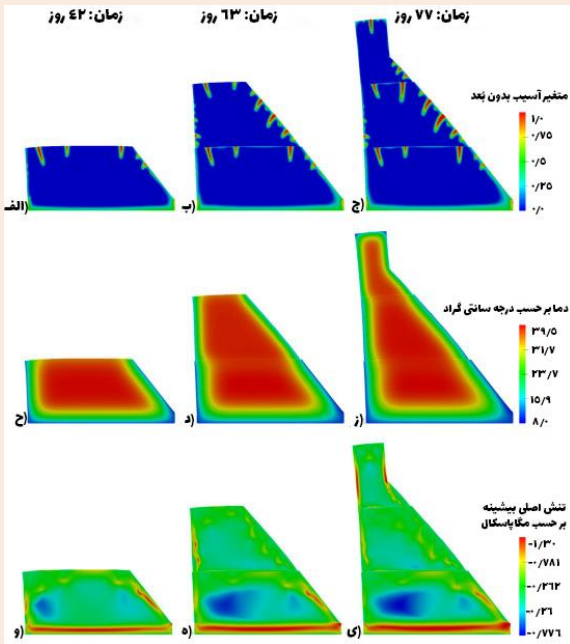 زمان: ۴۲ روز
زمان: ۶۳ روز
زمان: ۷۷ روز
متغیر آسیب بدون بُعد
۱/۰
۰/۷۵
۰/۵
۰/۲۵
۰/۰
الف)
ب)
ج)
دما بر حسب درجه سانتی گراد
۳۹/۵
۳۱/۷
۲۳/۷
۱۵/۹
۸/۰
ح)
د)
ز)
تنش اصلی بیشینه
بر حسب مگاپاسکال
-۱/۳۰
-۰/۷۸۱
-۰/۲۶۲
-۰/۲۶
-۰/۷۷۶
و)
ه)
ی)